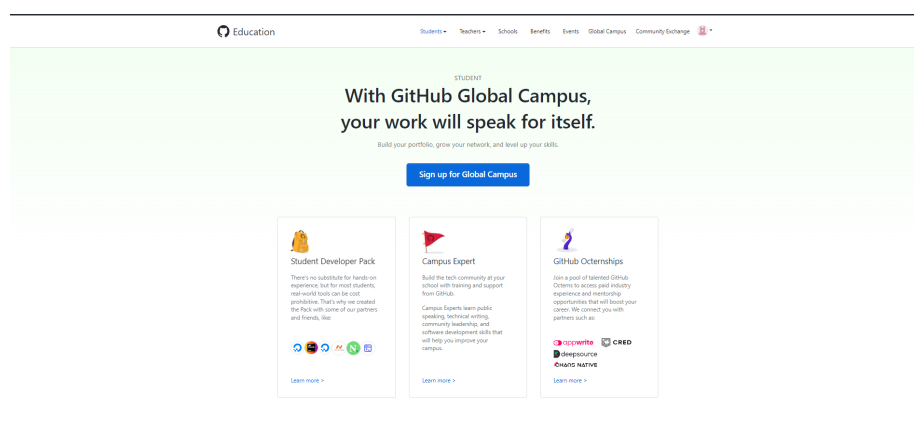 Education
Students Teachers Schools Benefits Events Global Campus Community Exchange
STUDENT
With GitHub Global Campus,
your work will speak for itself.
Build your portfolio, grow your network, and level up your skills.
Sign up for Global Campus
Student Developer Pack
There's no substitute for hands-on
experience, but for most students,
real-world tools can be cost
prohibitive. That's why we created
the Pack with some of our partners
and friends, like:
Learn more >
Campus Expert
Build the tech community at your
school with training and support
from GitHub.
Campus Experts learn public
speaking, technical writing,
community leadership, and
software development skills that
will help you improve your
campus.
Learn more >
GitHub Octernships
Join a pool of talented GitHub
Octerns to access paid industry
experience and mentorship
opportunities that will boost your
career. We connect you with
partners such as:
appwrite CRED
deepsource
CHAOS NATIVE
Learn more >